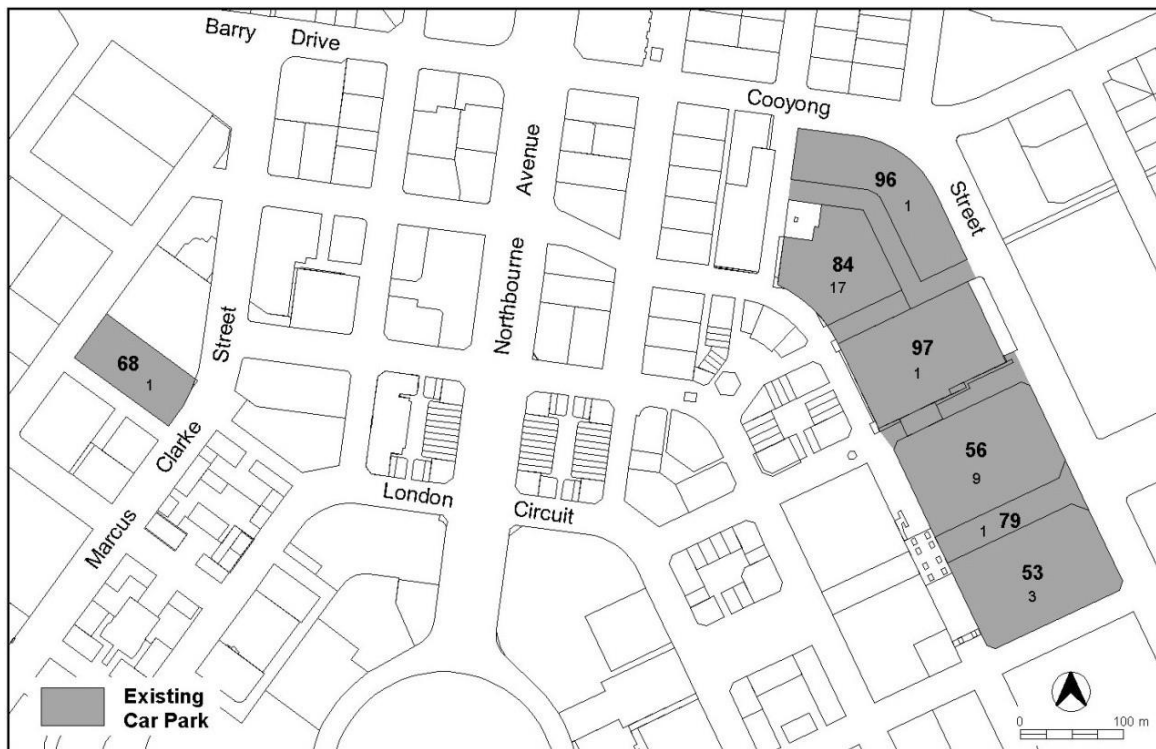 Barry Drive
Cooyong
Street
Avenue
Northbourne
96
1
84
17
97
1
68
1
Street
Clarke
Marcus
London
Circuit
56
9
79
1
53
3
Existing
Car Park
0 100 m